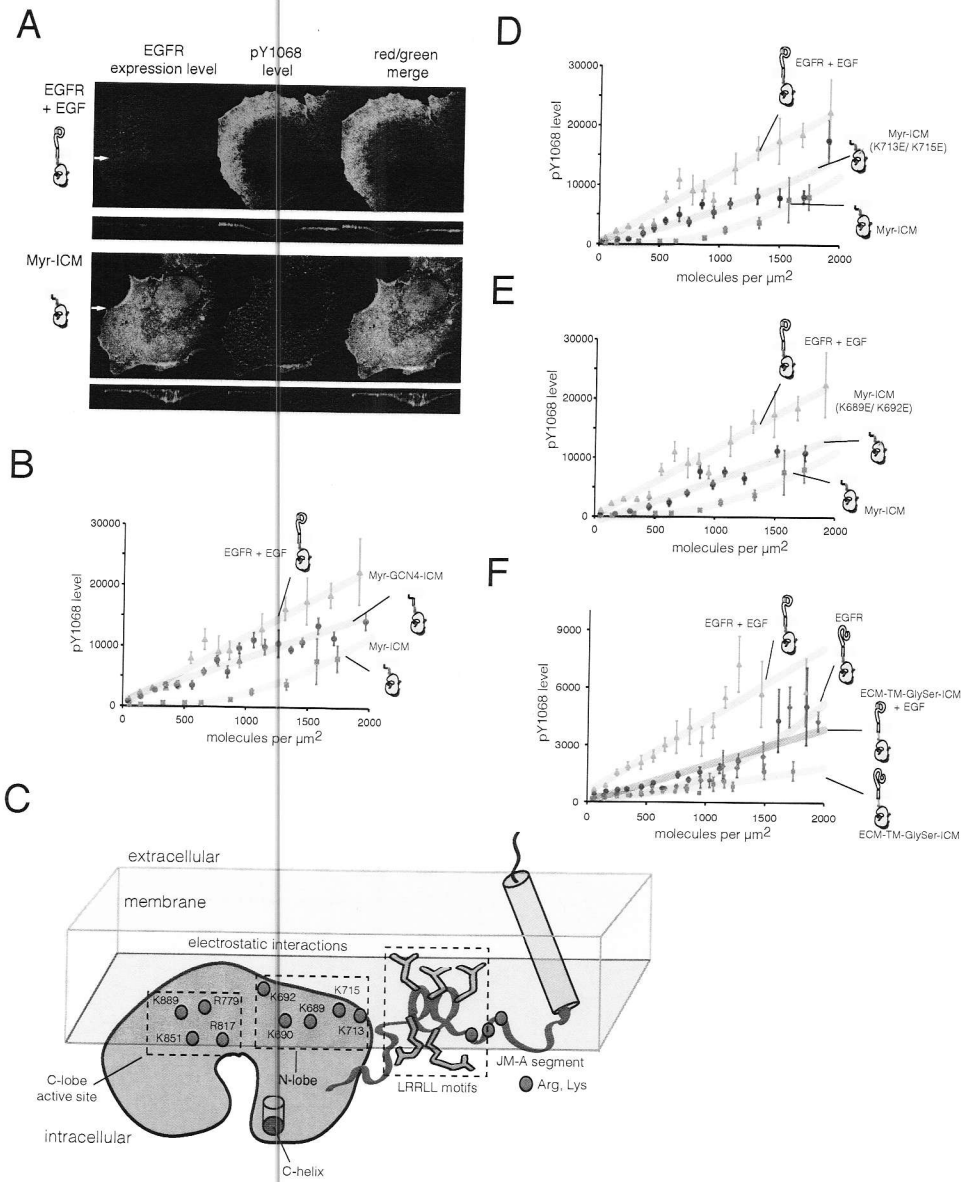 A
EGFR
expression level
pY1068
level
red/green
merge
EGFR
+ EGF
Myr-ICM
B
pY1068 level
30000
20000
10000
0
0
500
1000
1500
2000
molecules per μm2
EGFR + EGF
Myr-GCN4-ICM
Myr-ICM
C
extracellular
membrane
electrostatic interactions
K889
R779
K851
R817
K692
K715
K689
K690
K713
C-lobe
active site
N-lobe
LRRLL motifs
JM-A segment
Arg, Lys
intracellular
C-helix
D
pY1068 level
30000
20000
10000
0
0
500
1000
1500
2000
molecules per μm2
EGFR + EGF
Myr-ICM
(K713E/ K715E)
Myr-ICM
E
pY1068 level
30000
20000
10000
0
0
500
1000
1500
2000
molecules per μm2
EGFR + EGF
Myr-ICM
(K689E/ K692E)
Myr-ICM
F
pY1068 level
9000
6000
3000
0
0
500
1000
1500
2000
molecules per μm2
EGFR + EGF
EGFR
ECM-TM-GlySer-ICM
+ EGF
ECM-TM-GlySer-ICM